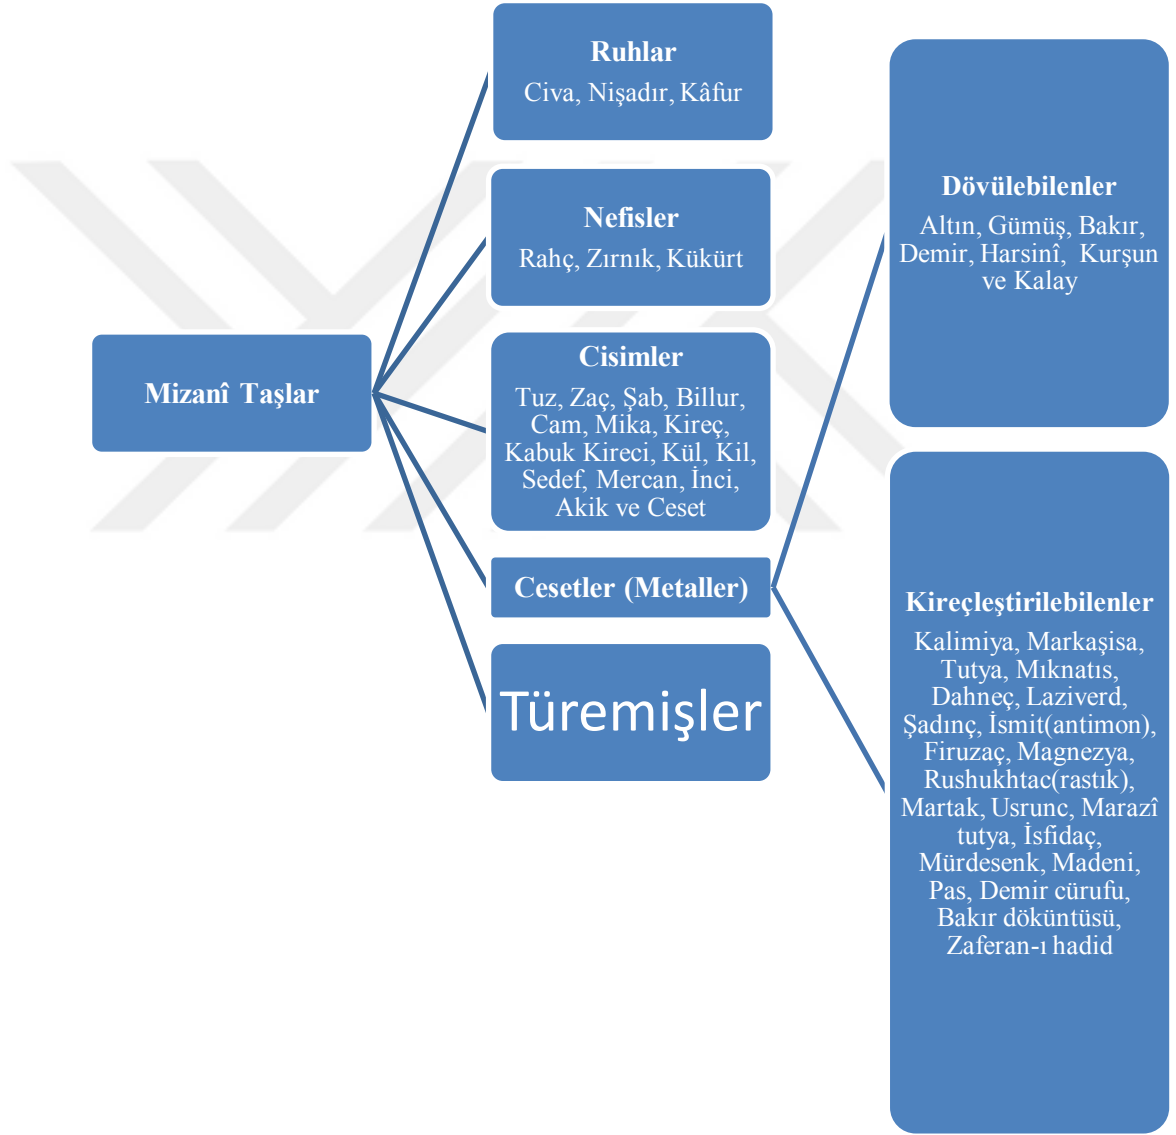 Mizanî Taşlar
Ruhlar
Civa, Nişadır, Kâfur
Nefisler
Rahç, Zırnık, Kükürt
Cisimler
Tuz, Zaç, Şab, Billur,
Cam, Mika, Kireç,
Kabuk Kireci, Kül, Kil,
Sedef, Mercan, İnci,
Akik ve Ceset
Cesetler (Metaller)
Türemişler
Dövülebilenler
Altın, Gümüş, Bakır,
Demir, Harsinî, Kurşun
ve Kalay
Kireçleştirilebilenler
Kalimiya, Markaşisa,
Tutya, Mıknatıs,
Dahneç, Laziverd,
Şadınç, İsmit(antimon),
Firuzaç, Magnezya,
Rushukhtac(rastık),
Martak, Usrunc, Marazî
tutya, İsfidaç,
Mürdesenk, Madeni,
Pas, Demir cürufu,
Bakır döküntüsü,
Zaferan-ı hadid